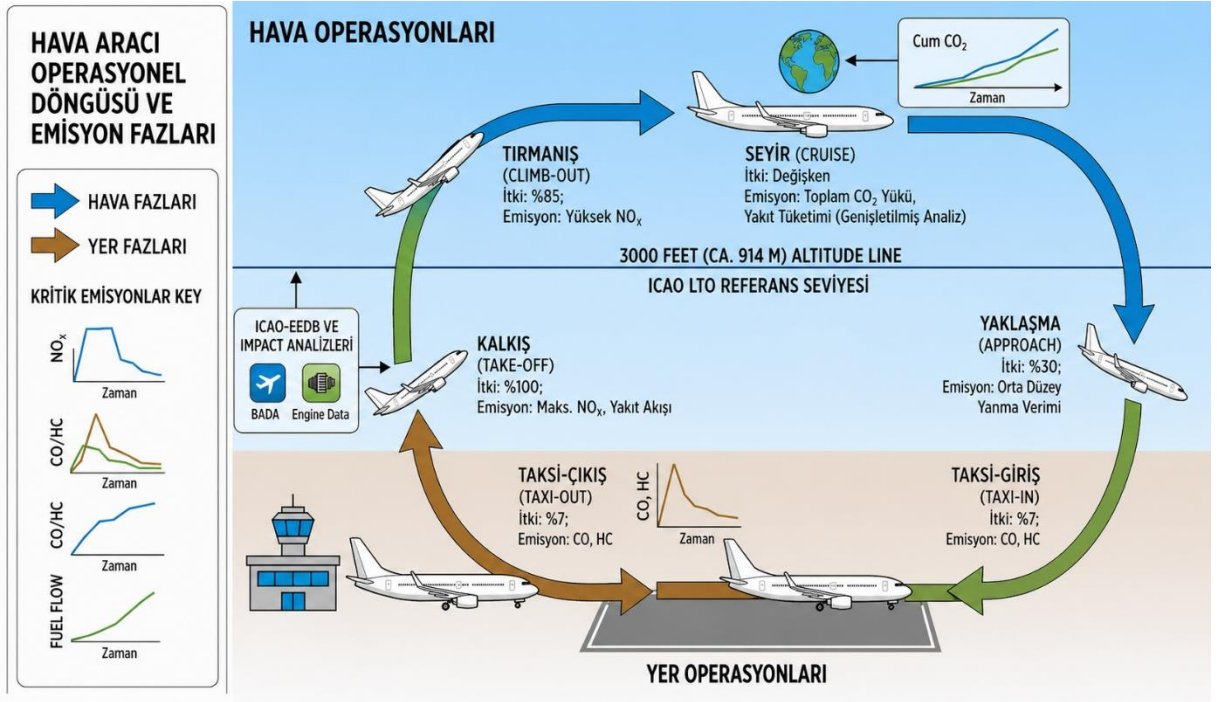 HAVA ARACI
OPERASYONEL
DÖNGÜSÜ VE
EMİSYON FAZLARI
HAVA FAZLARI
YER FAZLARI
KRİTİK EMİSYONLAR KEY
NOx
Zaman
CO/HC
Zaman
CO/HC
Zaman
FUEL FLOW
Zaman
HAVA OPERASYONLARI
Cum CO2
Zaman
TIRMANIŞ
(CLIMB-OUT)
İtki: %85;
Emisyon: Yüksek NOx
SEYİR (CRUISE)
İtki: Değişken
Emisyon: Toplam CO2 Yükü,
Yakıt Tüketimi (Genişletilmiş Analiz)
3000 FEET (CA. 914 M) ALTITUDE LINE
ICAO LTO REFERANS SEVİYESİ
ICAO-EEDB VE
IMPACT ANALİZLERİ
BADA
Engine Data
KALKIŞ
(TAKE-OFF)
İtki: %100;
Emisyon: Maks. NOx, Yakıt Akışı
YAKLAŞMA
(APPROACH)
İtki: %30;
Emisyon: Orta Düzey
Yanma Verimi
TAKSİ-ÇIKIŞ
(TAXI-OUT)
İtki: %7;
Emisyon: CO, HC
CO, HC
Zaman
TAKSİ-GİRİŞ
(TAXI-IN)
İtki: %7;
Emisyon: CO, HC
YER OPERASYONLARI